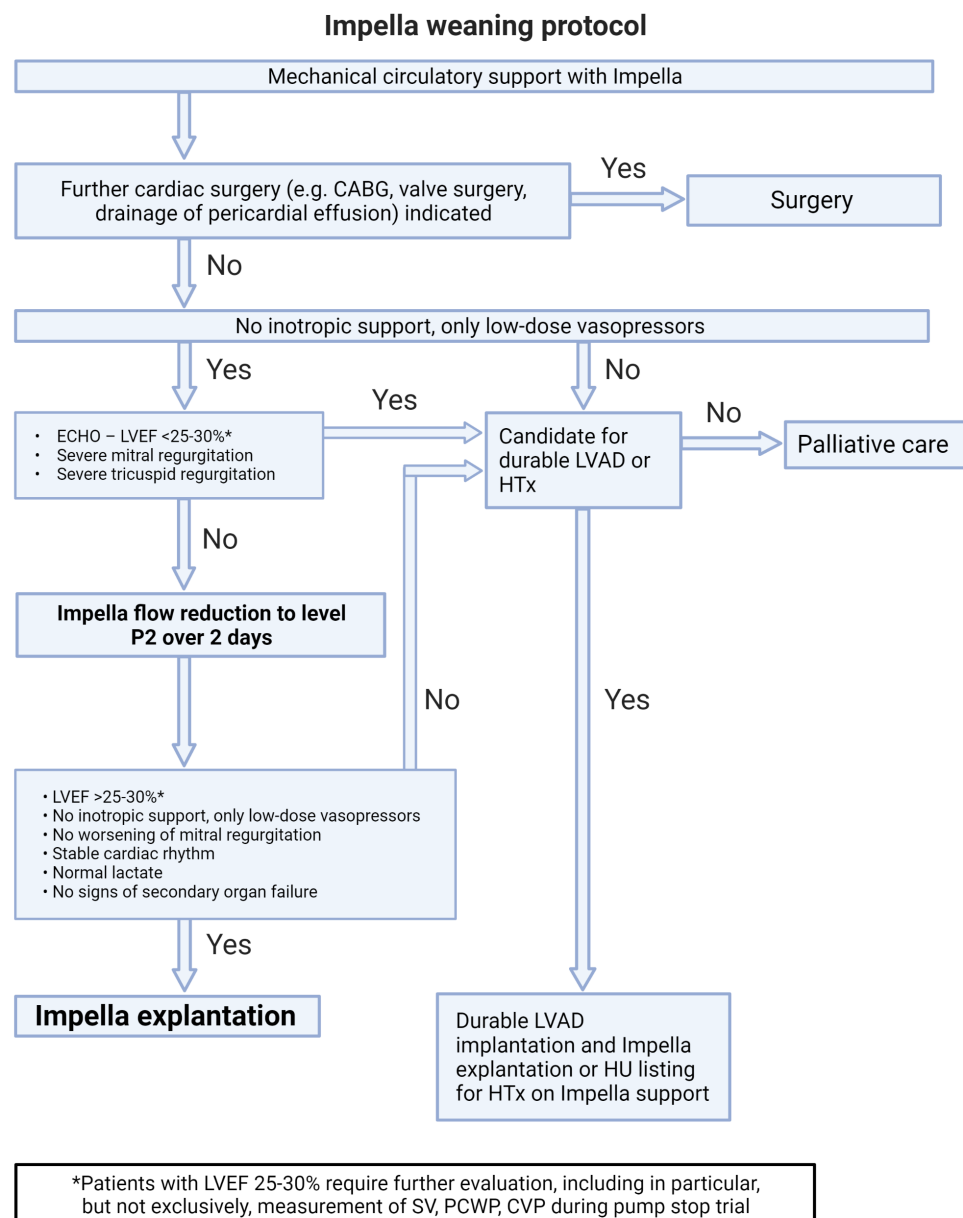 Impella weaning protocol
Mechanical circulatory support with Impella
Further cardiac surgery (e.g. CABG, valve surgery,
drainage of pericardial effusion) indicated
Yes
Surgery
No
No inotropic support, only low-dose vasopressors
Yes
No
• ECHO – LVEF <25-30%*
• Severe mitral regurgitation
• Severe tricuspid regurgitation
Yes
Candidate for
durable LVAD or
HTx
No
Palliative care
No
Impella flow reduction to level
P2 over 2 days
No
Yes
• LVEF >25-30%*
• No inotropic support, only low-dose vasopressors
• No worsening of mitral regurgitation
• Stable cardiac rhythm
• Normal lactate
• No signs of secondary organ failure
Yes
Impella explantation
Durable LVAD
implantation and Impella
explantation or HU listing
for HTx on Impella support
*Patients with LVEF 25-30% require further evaluation, including in particular,
but not exclusively, measurement of SV, PCWP, CVP during pump stop trial